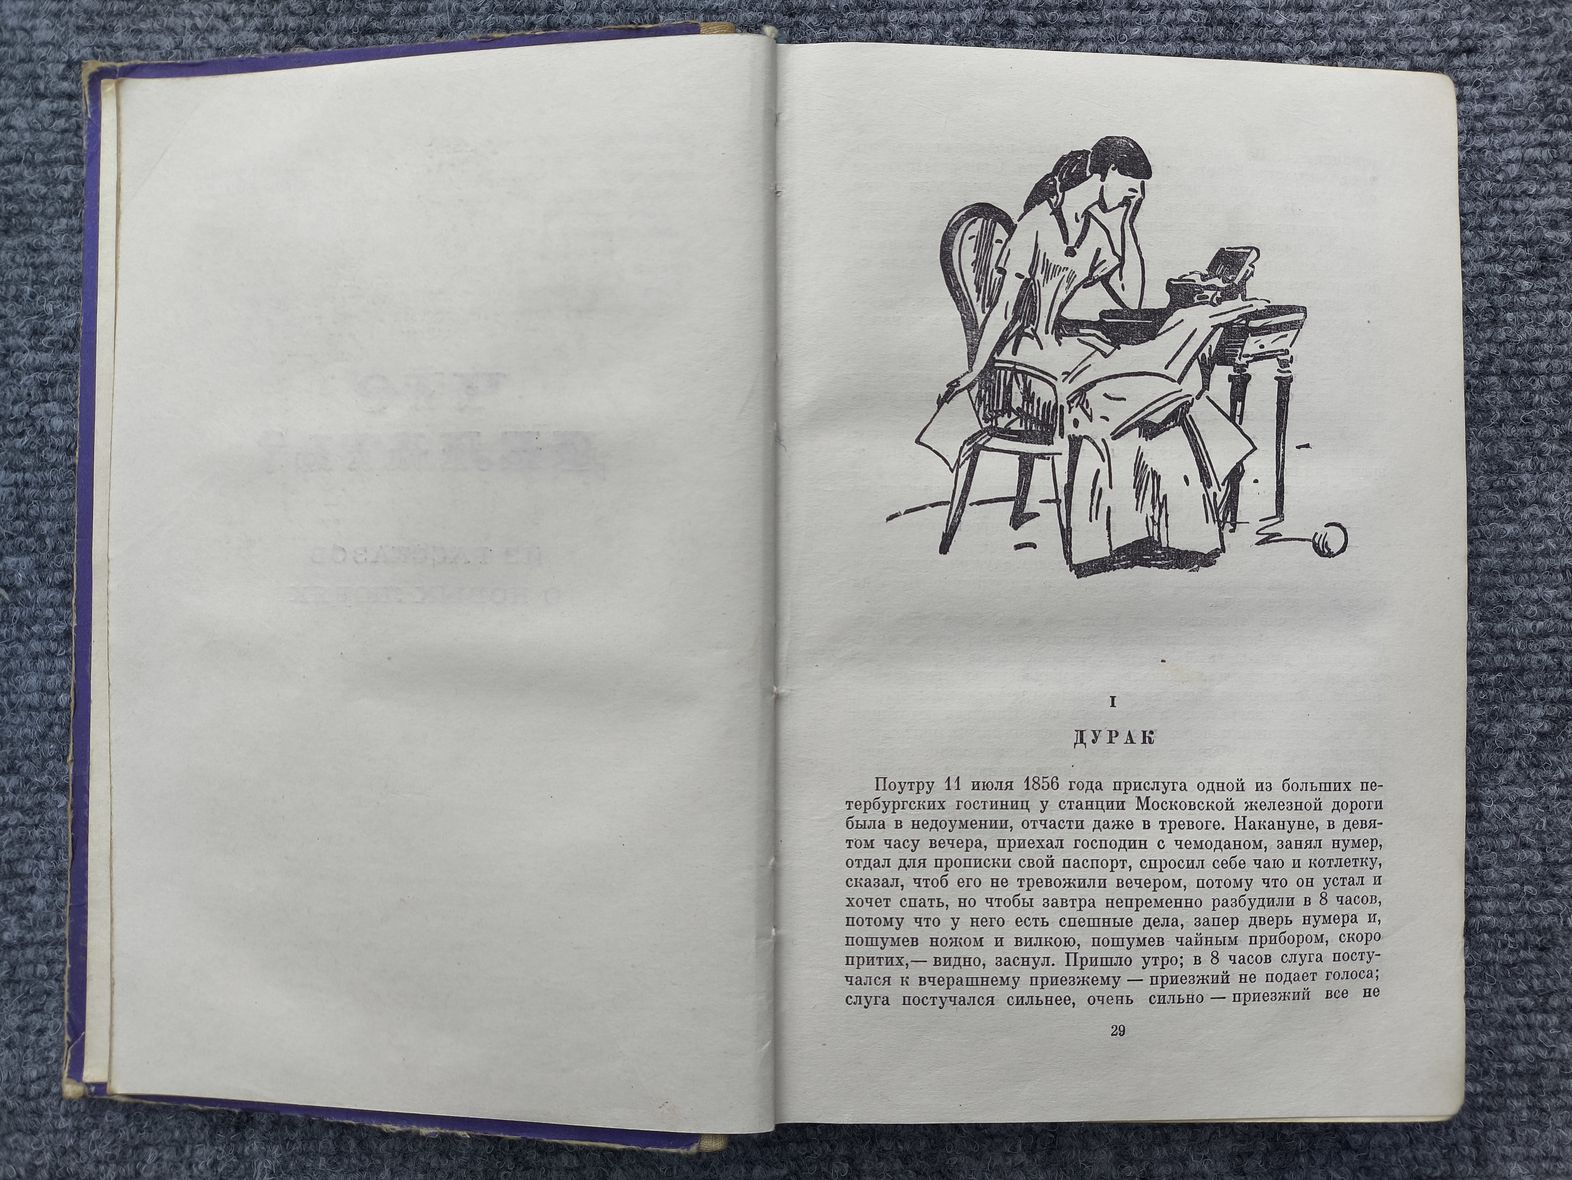 I
ДУРАК
Поутру 11 июля 1856 года прислуга одной из больших пе-
тербургских гостиниц у станции Московской железной дороги
была в недоумении, отчасти даже в тревоге. Накануне, в девя-
том часу вечера, приехал господин с чемоданом, занял нумер,
отдал для прописки свой паспорт, спросил себе чаю и котлетку,
сказал, чтоб его не тревожили вечером, потому что он устал и
хочет спать, но чтобы завтра непременно разбудили в 8 часов,
потому что у него есть спешные дела, запер дверь нумера и,
пошумев ножом и вилкою, пошумев чайным прибором, скоро
притих,— видно, заснул. Пришло утро; в 8 часов слуга посту-
чался к вчерашнему приезжему — приезжий не подает голоса;
слуга постучался сильнее, очень сильно — приезжий все не
29